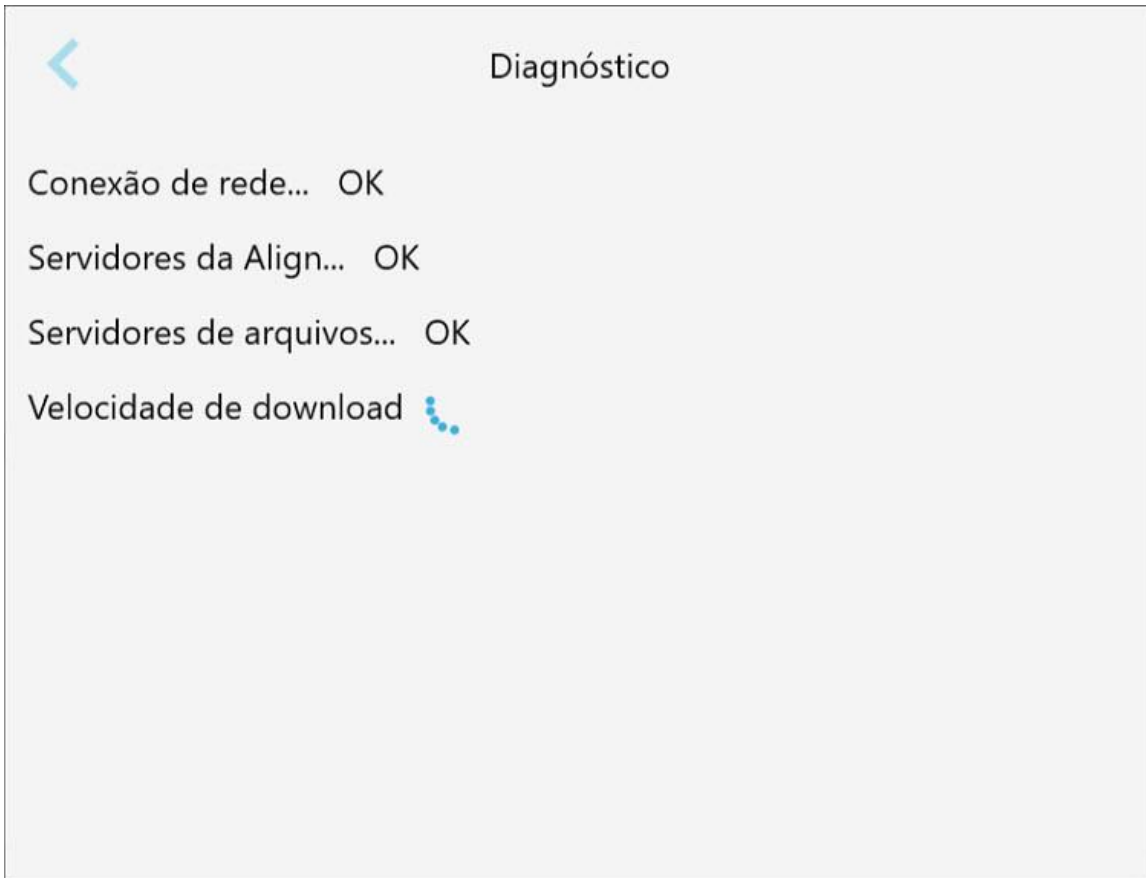 Diagnóstico
Conexão de rede... OK
Servidores da Align... OK
Servidores de arquivos... OK
Velocidade de download